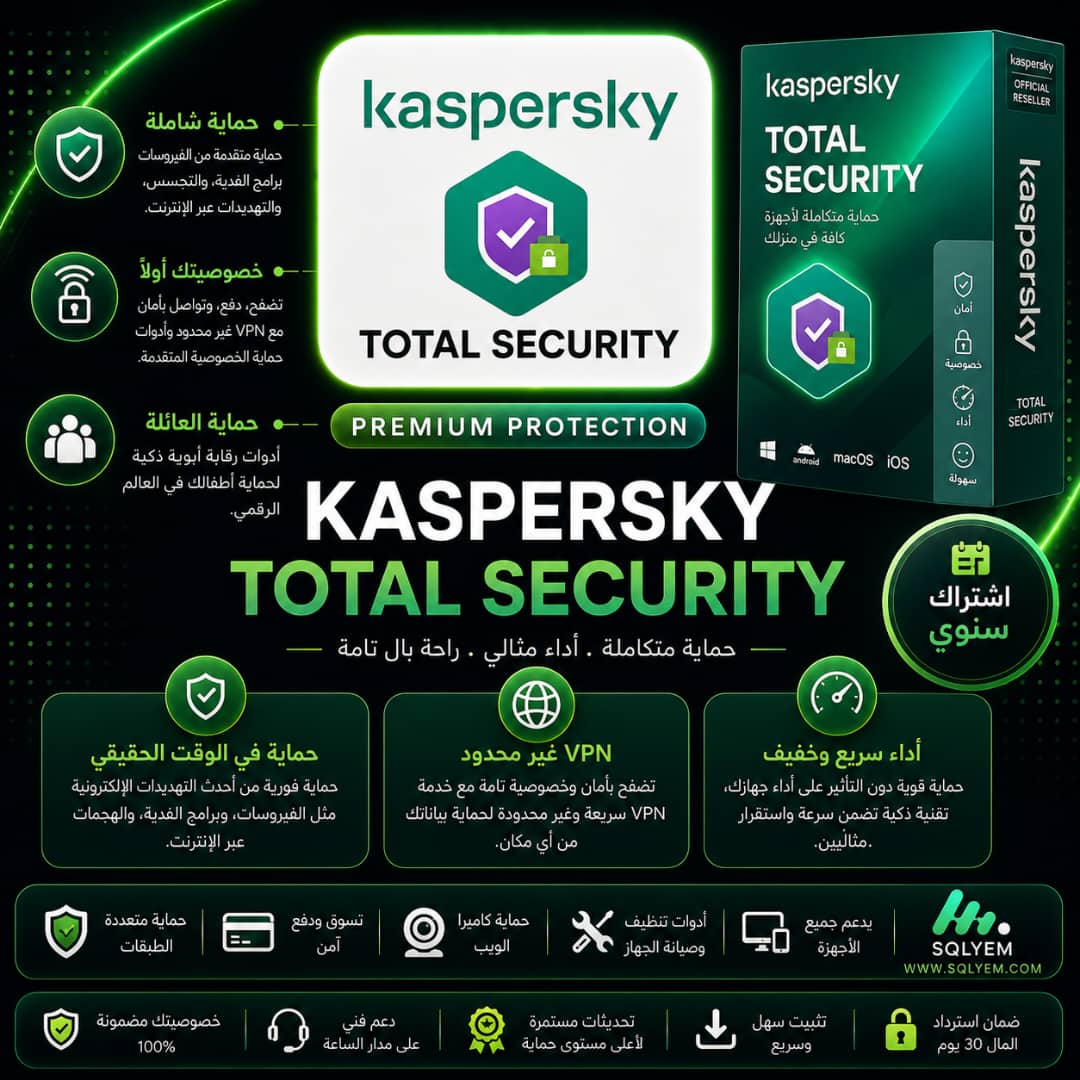 kaspersky
TOTAL SECURITY
PREMIUM PROTECTION
حماية شاملة
حماية متقدمة من الفيروسات
برامج الفدية، والتجسس،
والتهديدات عبر الإنترنت.
خصوصيتك أولاً
تضفح، دفع، وتواصل بأمان
مع VPN غير محدود وأدوات
حماية الخصوصية المتقدمة.
حماية العائلة
أدوات رقابة أبوية ذكية
لحماية أطفالك في العالم
الرقمي.
kaspersky
TOTAL
SECURITY
حماية متكاملة لأجهزة
كافة في منزلك
أمان
خصوصية
أداء
سهولة
android
macOS
iOS
kaspersky
OFFICIAL
RESELLER
kaspersky
TOTAL
SECURITY
KASPERSKY
TOTAL SECURITY
حماية متكاملة . أداء مثالي . راحة بال تامة
اشتراك
سنوي
أداء سريع وخفيف
حماية قوية دون التأثير على أداء جهازك،
تقنية ذكية تضمن سرعة واستقرار
مثاليين.
VPN غير محدود
تضفح بأمان وخصوصية تامة مع خدمة
VPN سريعة وغير محدودة لحماية بياناتك
من أي مكان.
حماية في الوقت الحقيقي
حماية فورية من أحدث التهديدات الإلكترونية
مثل الفيروسات، وبرامج الفدية، والهجمات
عبر الإنترنت.
SQLYEM
WWW.SQLYEM.COM
يدعم جميع
الأجهزة
أدوات تنظيف
وصيانة الجهاز
حماية كاميرا
الويب
تسوق ودفع
آمن
حماية متعددة
الطبقات
ضمان استرداد
المال 30 يوم
تثبيت سهل
وسريع
تحديثات مستمرة
لأعلى مستوى حماية
دعم فني
على مدار الساعة
خصوصيتك مضمونة
100%